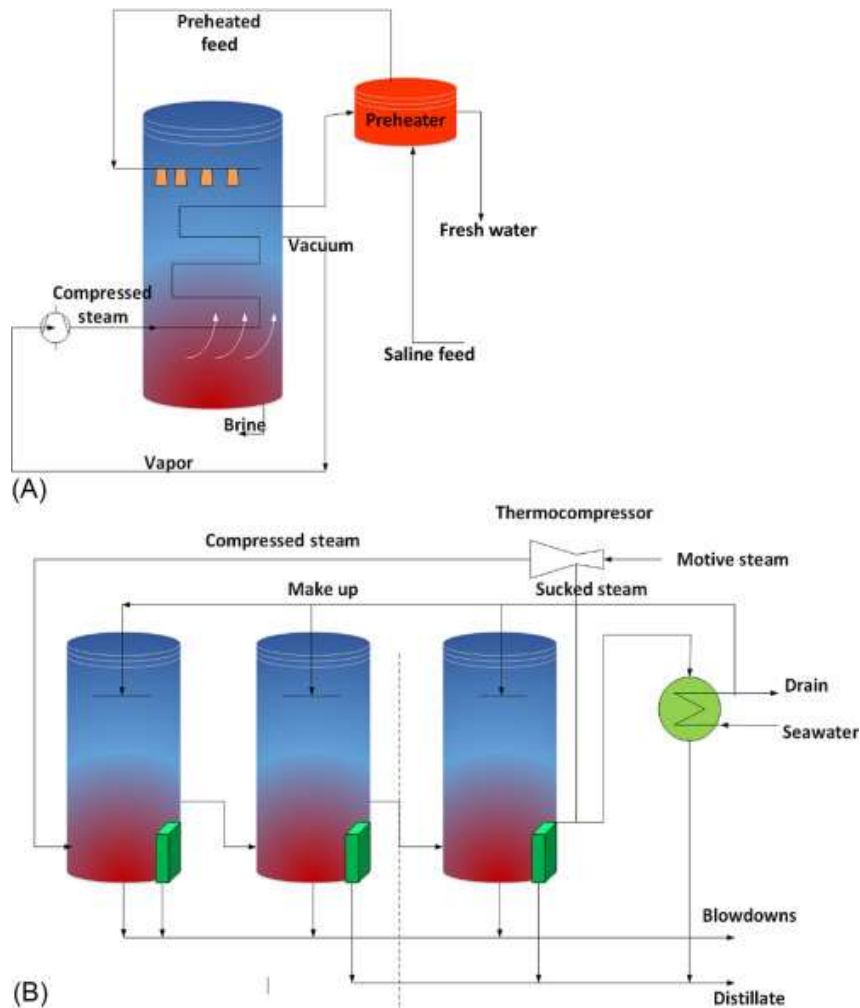 Preheated
feed
Preheater
Fresh water
Vacuum
Compressed
steam
Saline feed
Brine
Vapor
(A)
Thermocompressor
Compressed steam
Motive steam
Make up
Sucked steam
Drain
Seawater
Blowdowns
(B)
Distillate